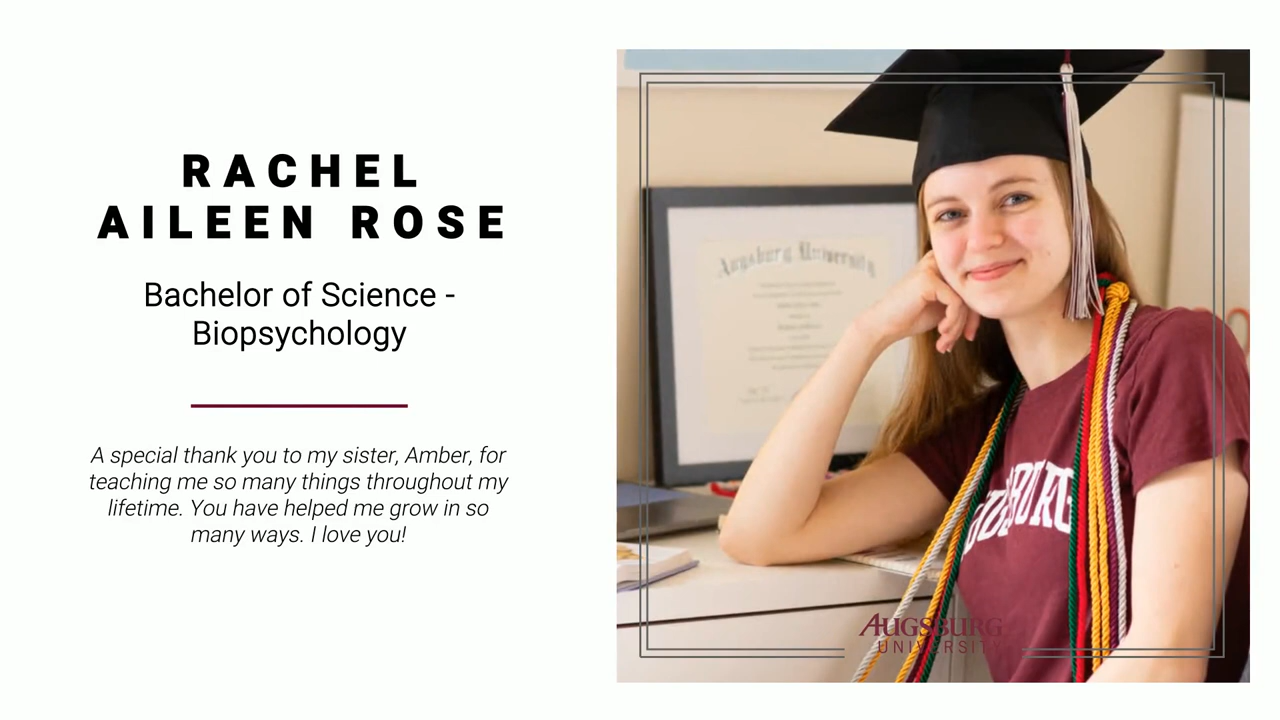 RACHEL
AILEEN ROSE
Bachelor of Science -
Biopsychology
A special thank you to my sister, Amber, for
teaching me so many things throughout my
lifetime. You have helped me grow in so
many ways. I love you!
Augsburg University
AUGSBURG
AUGSBURG
UNIVERSITY